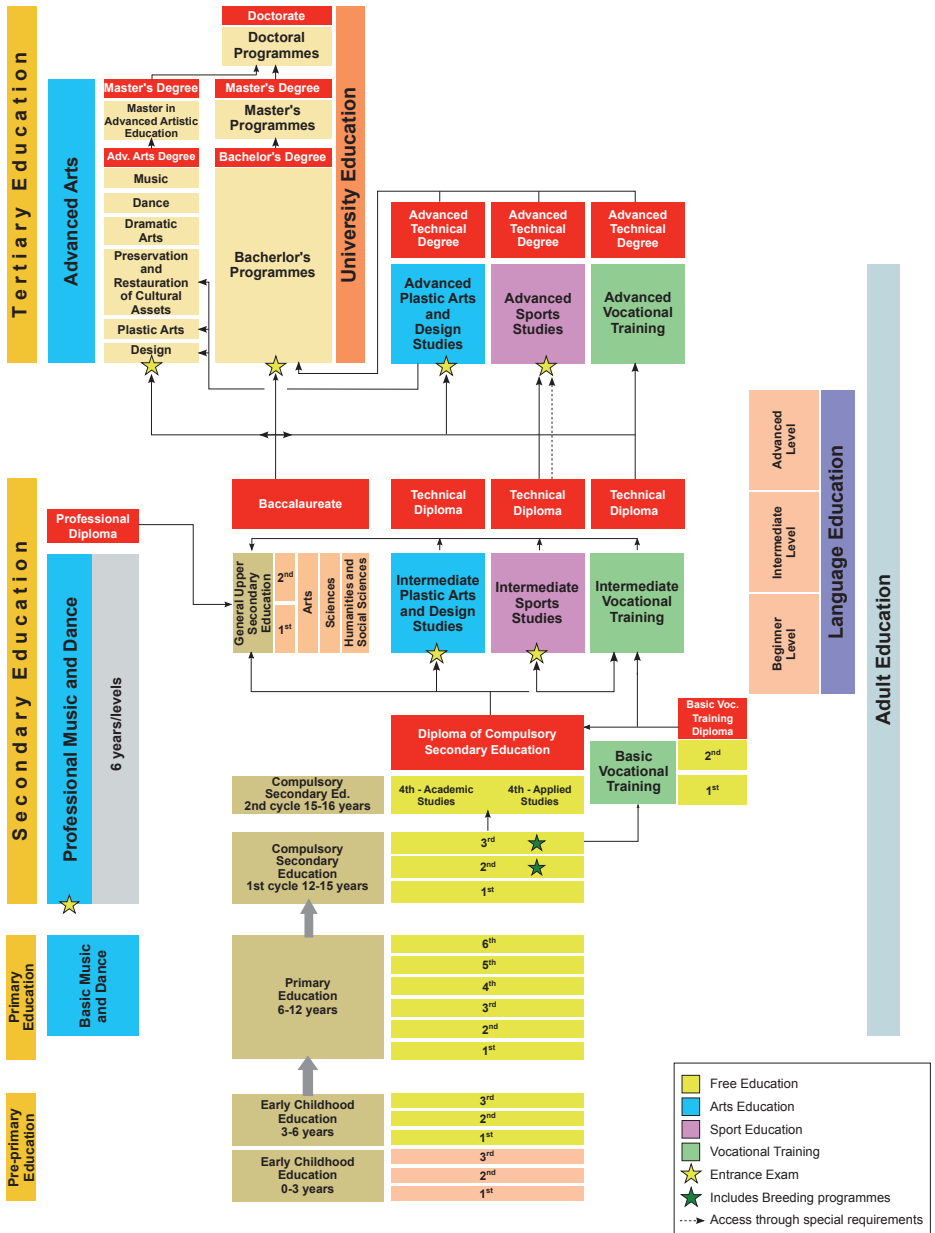 Tertiary Education
Advanced Arts
Doctorate
Doctoral
Programmes
Master's Degree
Master in
Advanced Artistic
Education
Adv. Arts Degree
Music
Dance
Dramatic
Arts
Preservation and
Restauration
of Cultural
Assets
Plastic Arts
Design
Master's Degree
Master's
Programmes
Bachelor's Degree
Bacherlor's
Programmes
University Education
Advanced
Technical
Degree
Advanced
Technical
Degree
Advanced
Technical
Degree
Advanced
Plastic Arts
and
Design
Studies
Advanced
Sports
Studies
Advanced
Vocational
Training
Secondary Education
Professional
Diploma
Professional Music and Dance
6 years/levels
Baccalaureate
Technical
Diploma
Technical
Diploma
Technical
Diploma
General Upper
Secondary
Education
2nd
1st
Arts
Sciences
Humanities and
Social Sciences
Intermediate
Plastic Arts
and Design
Studies
Intermediate
Sports
Studies
Intermediate
Vocational
Training
Advanced
Level
Intermediate
Level
Beginner
Level
Language Education
Adult Education
Diploma of Compulsory
Secondary Education
Basic Voc.
Training
Diploma
Basic
Vocational
Training
2nd
1st
Compulsory
Secondary Ed.
2nd cycle 15-16 years
4th - Academic
Studies
4th - Applied
Studies
Compulsory
Secondary
Education
1st cycle 12-15 years
3rd
2nd
1st
Primary
Education
Basic Music
and Dance
Primary
Education
6-12 years
6th
5th
4th
3rd
2nd
1st
Pre-primary
Education
Early Childhood
Education
3-6 years
3rd
2nd
1st
Early Childhood
Education
0-3 years
3rd
2nd
1st
Free Education
Arts Education
Sport Education
Vocational Training
Entrance Exam
Includes Breeding programmes
Access through special requirements